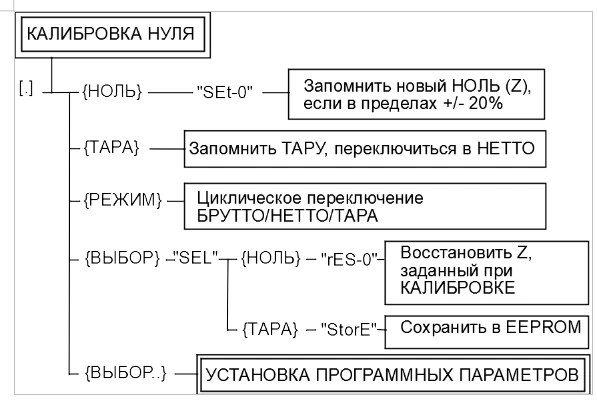 КАЛИБРОВКА НУЛЯ
[.] {НОЛЬ} "SEt-0" Запомнить новый НОЛЬ (Z),
если в пределах +/- 20%
{ТАРА} Запомнить ТАРУ, переключиться в НЕТТО
{РЕЖИМ} Циклическое переключение
БРУТТО/НЕТТО/ТАРА
{ВЫБОР} "SEL" {НОЛЬ} "rES-0" Восстановить Z,
заданный при
КАЛИБРОВКЕ
{ТАРА} "StorE" Сохранить в EEPROM
{ВЫБОР..} УСТАНОВКА ПРОГРАММНЫХ ПАРАМЕТРОВ